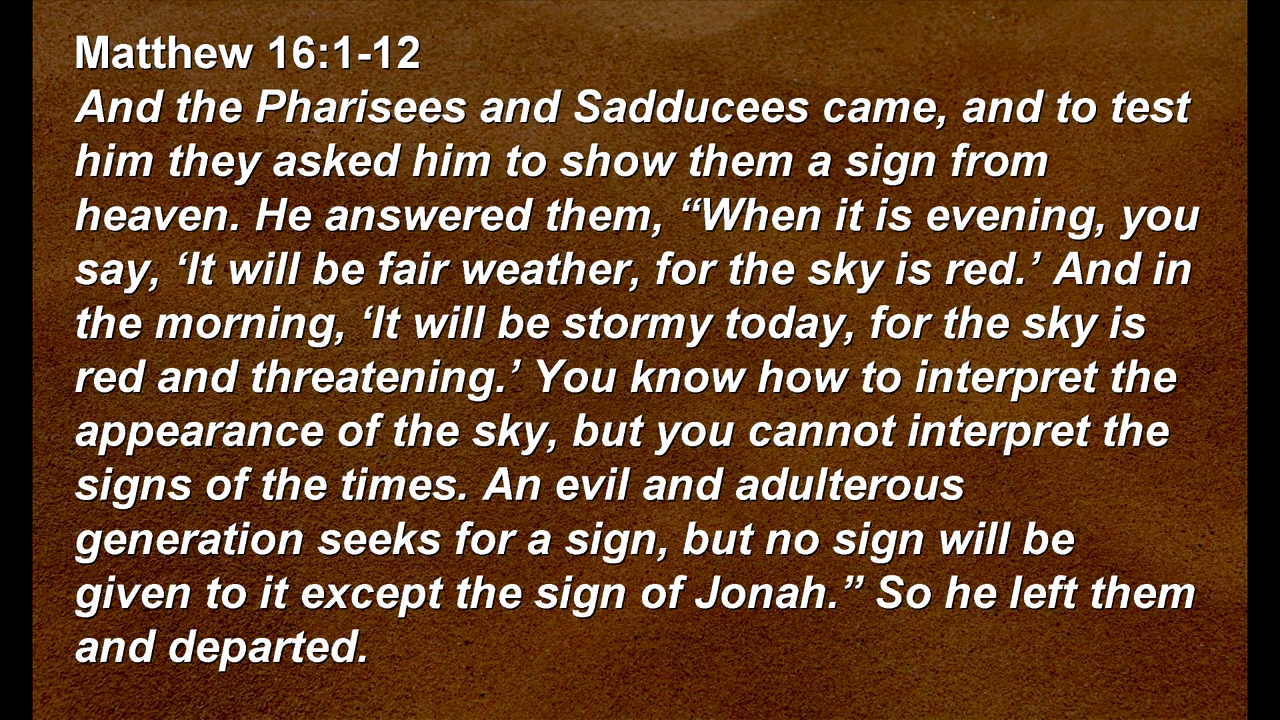 Matthew 16:1-12
And the Pharisees and Sadducees came, and to test
him they asked him to show them a sign from
heaven. He answered them, “When it is evening, you
say, ‘It will be fair weather, for the sky is red.’ And in
the morning, ‘It will be stormy today, for the sky is
red and threatening.’ You know how to interpret the
appearance of the sky, but you cannot interpret the
signs of the times. An evil and adulterous
generation seeks for a sign, but no sign will be
given to it except the sign of Jonah.” So he left them
and departed.